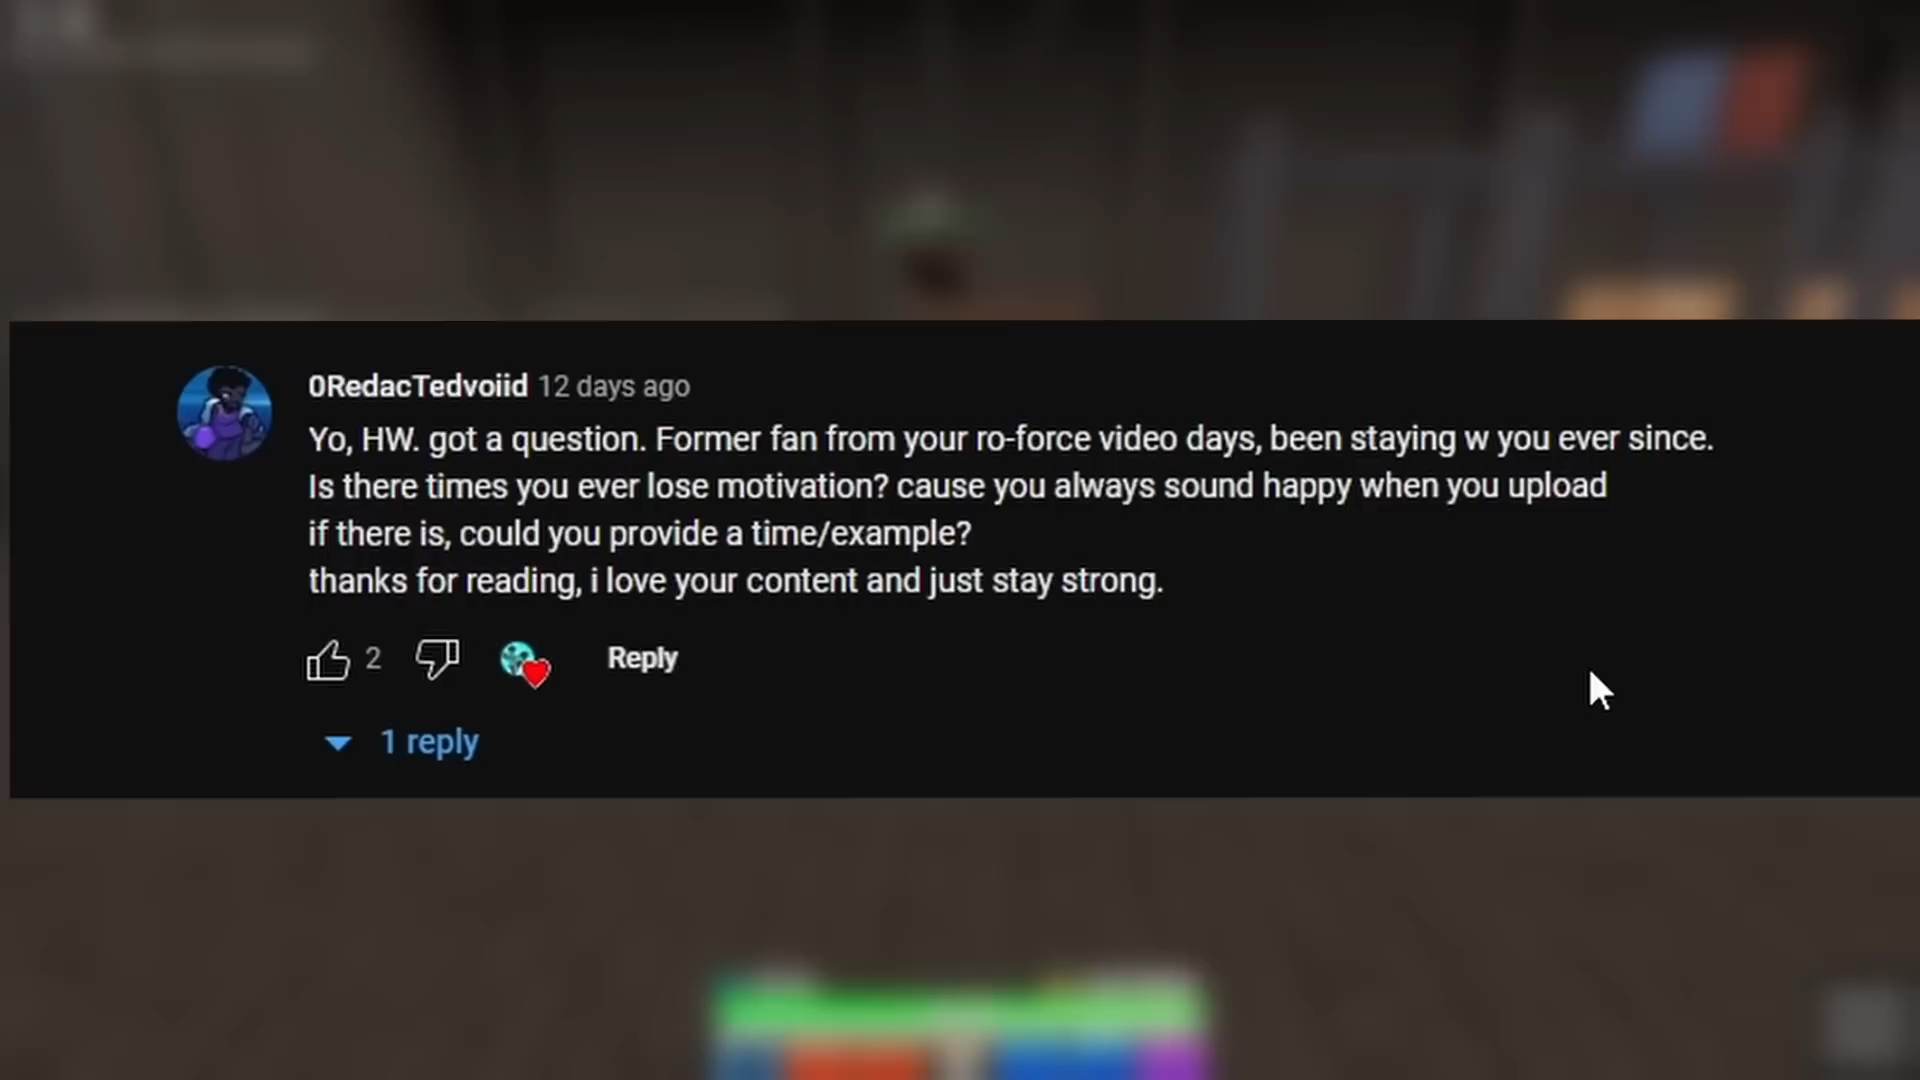 0RedacTedvoiid 12 days ago
Yo, HW. got a question. Former fan from your ro-force video days, been staying w you ever since.
Is there times you ever lose motivation? cause you always sound happy when you upload
if there is, could you provide a time/example?
thanks for reading, i love your content and just stay strong.
2 Reply
1 reply